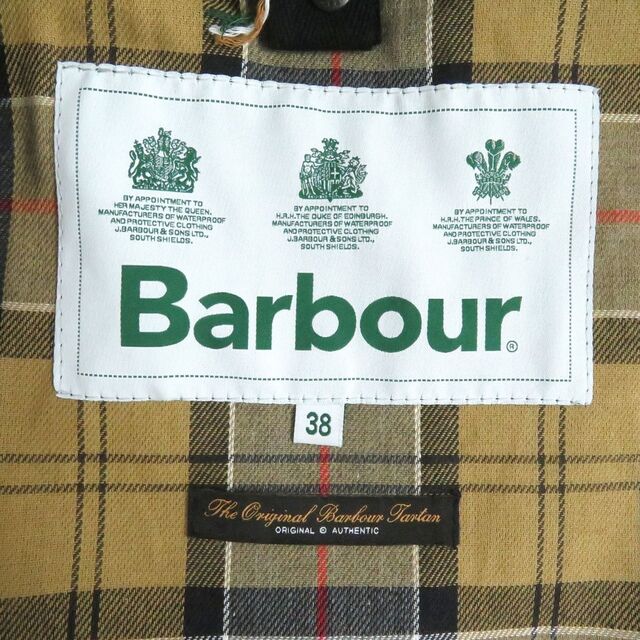 BY APPOINTMENT TO
HER MAJESTY THE QUEEN.
MANUFACTURERS OF WATERPROOF
AND PROTECTIVE CLOTHING
J.BARBOUR & SONS LTD.,
SOUTH SHIELDS.
BY APPOINTMENT TO
H.R.H. THE DUKE OF EDINBURGH.
MANUFACTURERS OF WATERPROOF
AND PROTECTIVE CLOTHING
J.BARBOUR & SONS LTD.,
SOUTH SHIELDS.
BY APPOINTMENT TO
H.R.H. THE PRINCE OF WALES.
MANUFACTURERS OF WATERPROOF
AND PROTECTIVE CLOTHING
J.BARBOUR & SONS LTD.,
SOUTH SHIELDS.
Barbour®
38
The Original Barbour Tartan
ORIGINAL © AUTHENTIC